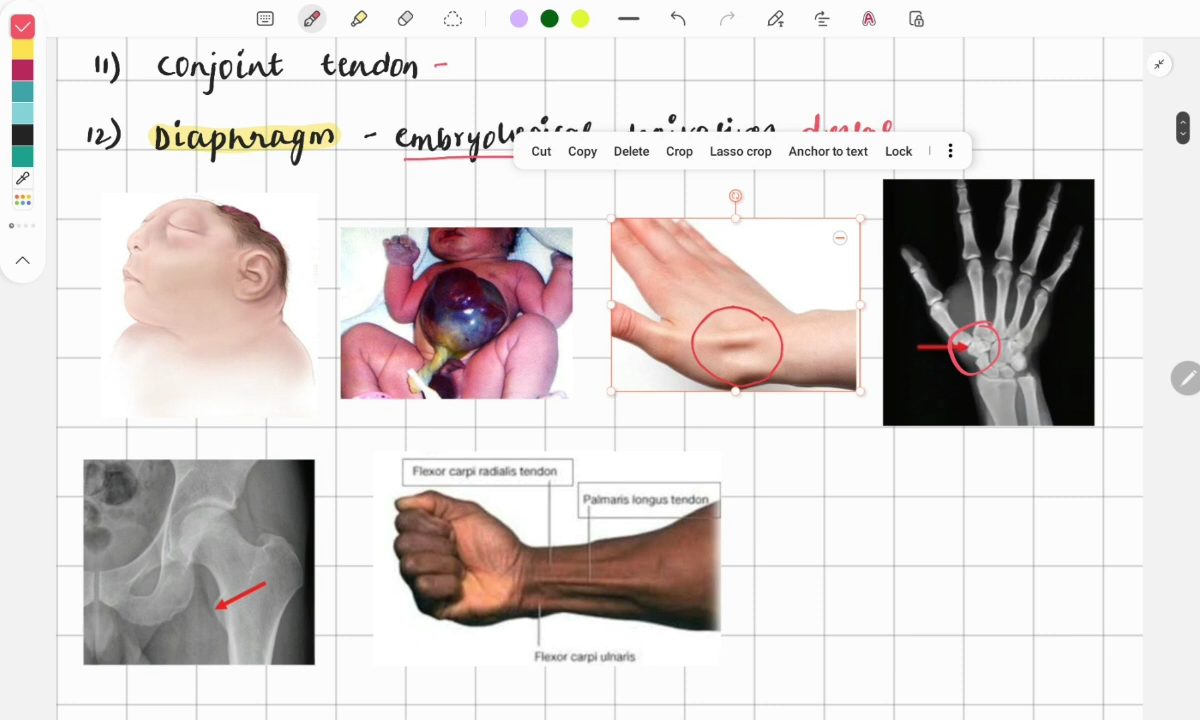 11) Conjoint tendon -
12) Diaphragm -
Cut Copy Delete Crop Lasso crop Anchor to text Lock
Flexor carpi radialis tendon
Palmaris longus tendon
Flexor carpi ulnaris